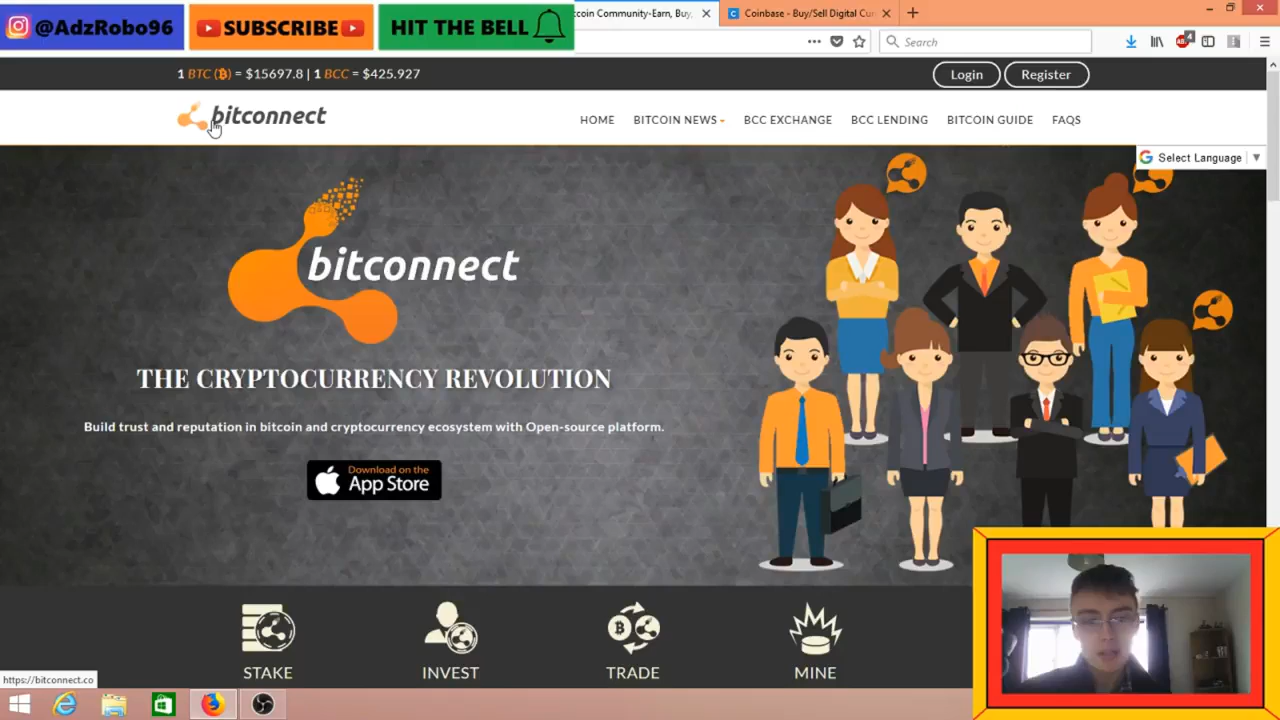 @AdzRobo96
SUBSCRIBE
HIT THE BELL
tcoin Community-Earn, Buy,
Coinbase - Buy/Sell Digital Cur
Search
4
1 BTC (₿) = $15697.8 | 1 BCC = $425.927
Login
Register
bitconnect
HOME
BITCOIN NEWS
BCC EXCHANGE
BCC LENDING
BITCOIN GUIDE
FAQS
Select Language
bitconnect
THE CRYPTOCURRENCY REVOLUTION
Build trust and reputation in bitcoin and cryptocurrency ecosystem with Open-source platform.
Download on the
App Store
STAKE
INVEST
TRADE
MINE
https://bitconnect.co